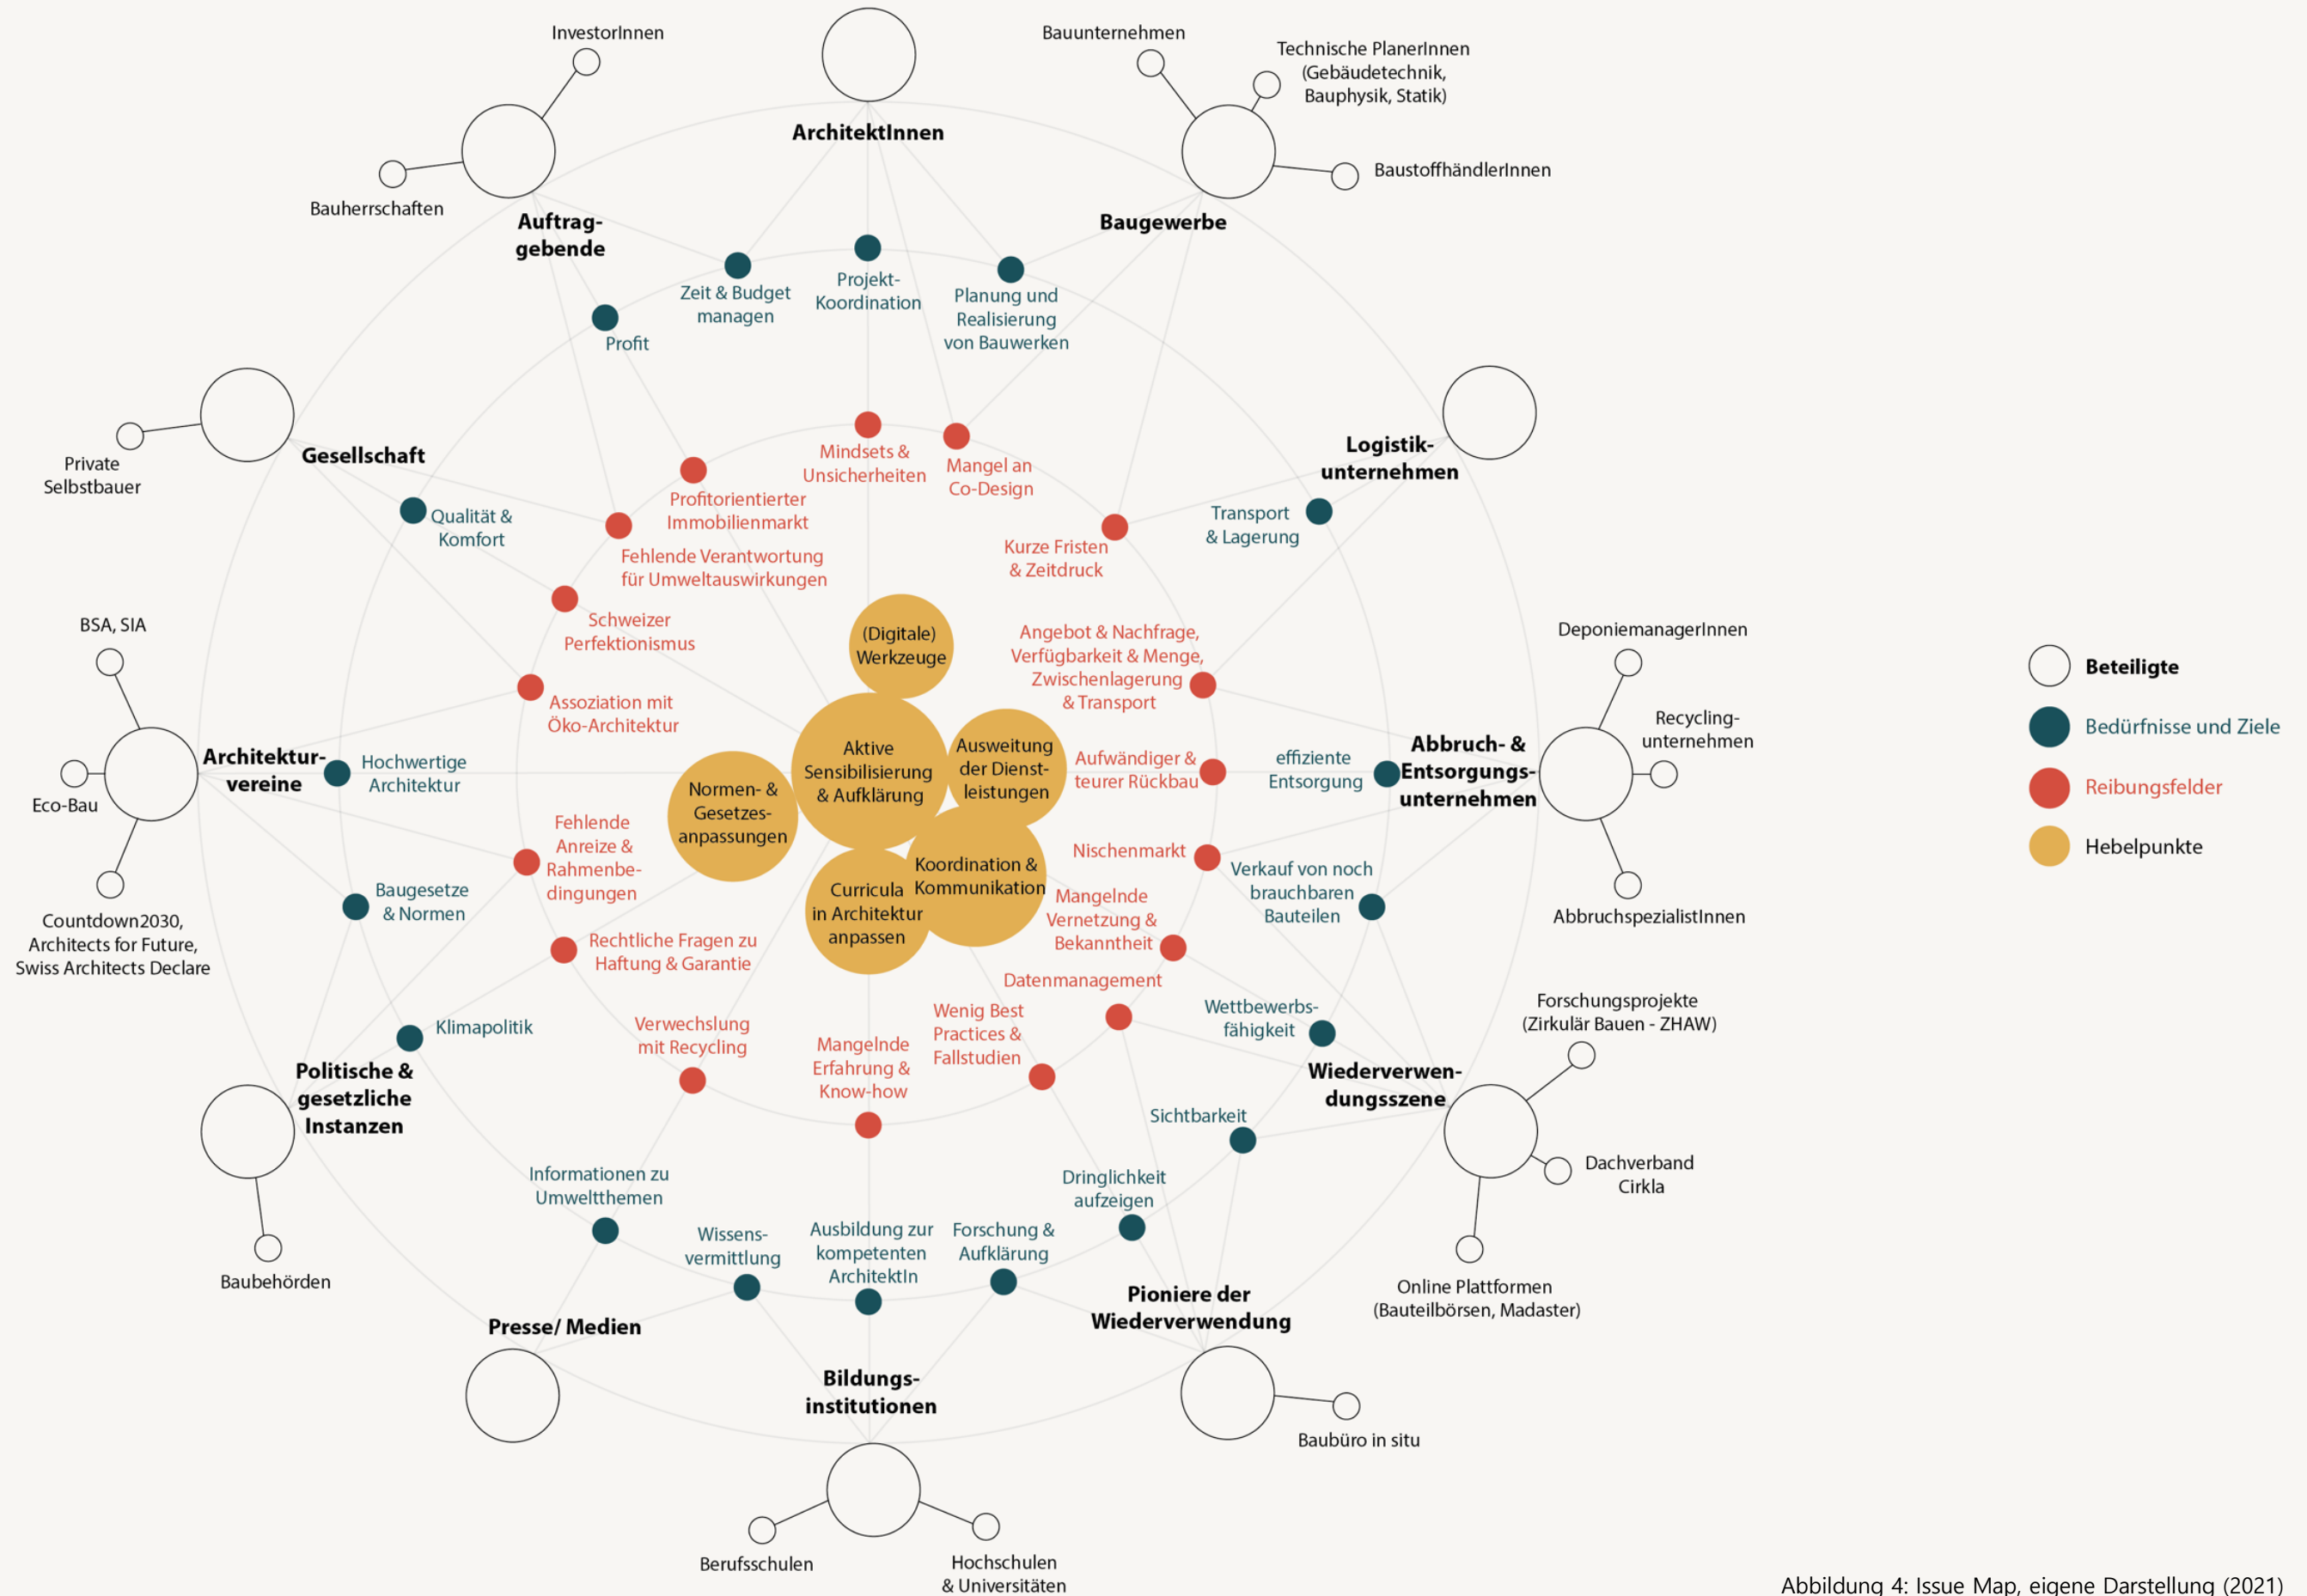 InvestorInnen
Bauherrschaften
Auftrag-
gebende
ArchitektInnen
Bauunternehmen
Technische PlanerInnen
(Gebäudetechnik,
Bauphysik, Statik)
BaustoffhändlerInnen
Baugewerbe
Zeit & Budget
managen
Projekt-
Koordination
Planung und
Realisierung
von Bauwerken
Profit
Private
Selbstbauer
Gesellschaft
Qualität &
Komfort
Mindsets &
Unsicherheiten
Mangel an
Co-Design
Profitorientierter
Immobilienmarkt
Fehlende Verantwortung
für Umweltauswirkungen
Kurze Fristen
& Zeitdruck
Logistik-
unternehmen
Transport
& Lagerung
Schweizer
Perfektionismus
Assoziation mit
Öko-Architektur
(Digitale)
Werkzeuge
Angebot & Nachfrage,
Verfügbarkeit & Menge,
Zwischenlagerung
& Transport
BSA, SIA
Eco-Bau
Countdown2030,
Architects for Future,
Swiss Architects Declare
Architektur-
vereine
Hochwertige
Architektur
Normen- &
Gesetzes-
anpassungen
Aktive
Sensibilisierung
& Aufklärung
Ausweitung
der Dienst-
leistungen
Aufwändiger &
teurer Rückbau
effiziente
Entsorgung
Abbruch- &
Entsorgungs-
unternehmen
DeponiemanagerInnen
Recycling-
unternehmen
AbbruchspezialistInnen
Beteiligte
Bedürfnisse und Ziele
Reibungsfelder
Hebelpunkte
Fehlende
Anreize &
Rahmenbe-
dingungen
Baugesetze
& Normen
Curricula
in Architektur
anpassen
Koordination &
Kommunikation
Nischenmarkt
Verkauf von noch
brauchbaren
Bauteilen
Mangelnde
Vernetzung &
Bekanntheit
Rechtliche Fragen zu
Haftung & Garantie
Datenmanagement
Klimapolitik
Verwechslung
mit Recycling
Mangelnde
Erfahrung &
Know-how
Wenig Best
Practices &
Fallstudien
Wettbewerbs-
fähigkeit
Forschungsprojekte
(Zirkulär Bauen - ZHAW)
Wiederverwen-
dungsszene
Dachverband
Cirkla
Online Plattformen
(Bauteilbörsen, Madaster)
Politische &
gesetzliche
Instanzen
Baubehörden
Sichtbarkeit
Informationen zu
Umweltthemen
Wissens-
vermittlung
Ausbildung zur
kompetenten
ArchitektIn
Forschung &
Aufklärung
Dringlichkeit
aufzeigen
Presse/ Medien
Bildungs-
institutionen
Pioniere der
Wiederverwendung
Baubüro in situ
Berufsschulen
Hochschulen
& Universitäten
Abbildung 4: Issue Map, eigene Darstellung (2021)